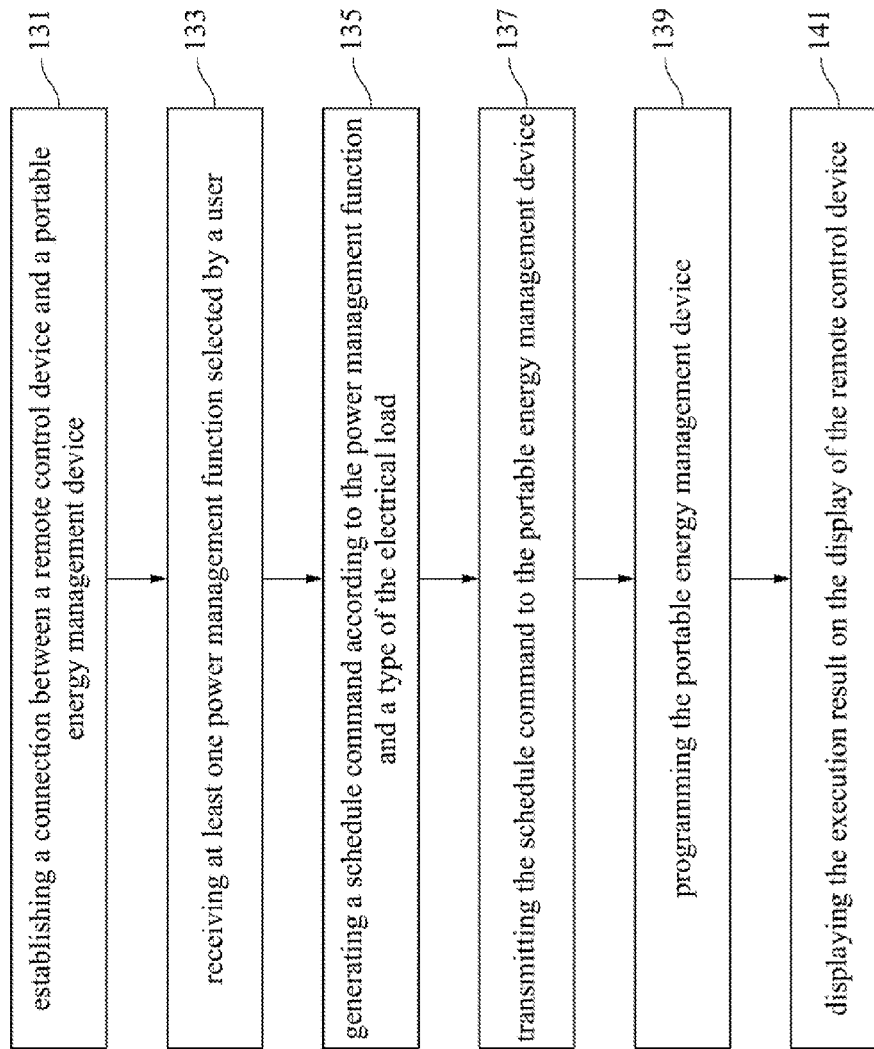 establishing a connection between a remote control device and a portable
energy management device
131
receiving at least one power management function selected by a user
133
generating a schedule command according to the power management function
and a type of the electrical load
135
transmitting the schedule command to the portable energy management device
137
programming the portable energy management device
139
displaying the execution result on the display of the remote control device
141